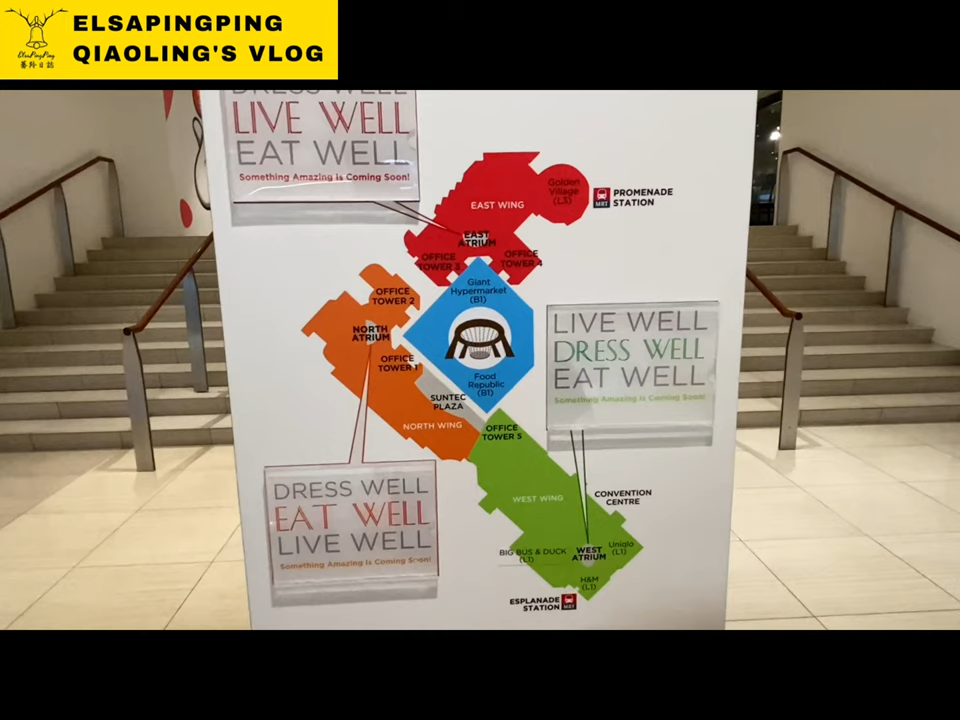 ELSAPINGPING
QIAOLING'S VLOG
ElsaPingPing
DRESS WELL
LIVE WELL
EAT WELL
Something Amazing is Coming Soon!
EAST WING
Golden
Village
(L3)
MRT
PROMENADE
STATION
EAST
ATRIUM
OFFICE
TOWER 3
OFFICE
TOWER 4
Giant
Hypermarket
(B1)
OFFICE
TOWER 2
NORTH
ATRIUM
OFFICE
TOWER 1
Food
Republic
(B1)
SUNTEC
PLAZA
NORTH WING
OFFICE
TOWER 5
LIVE WELL
DRESS WELL
EAT WELL
Something Amazing is Coming Soon!
DRESS WELL
EAT WELL
LIVE WELL
Something Amazing is Coming Soon!
WEST WING
CONVENTION
CENTRE
BIG BUS & DUCK
(L1)
WEST
ATRIUM
Uniqlo
(L1)
H&M
(L1)
ESPLANADE
STATION
MRT